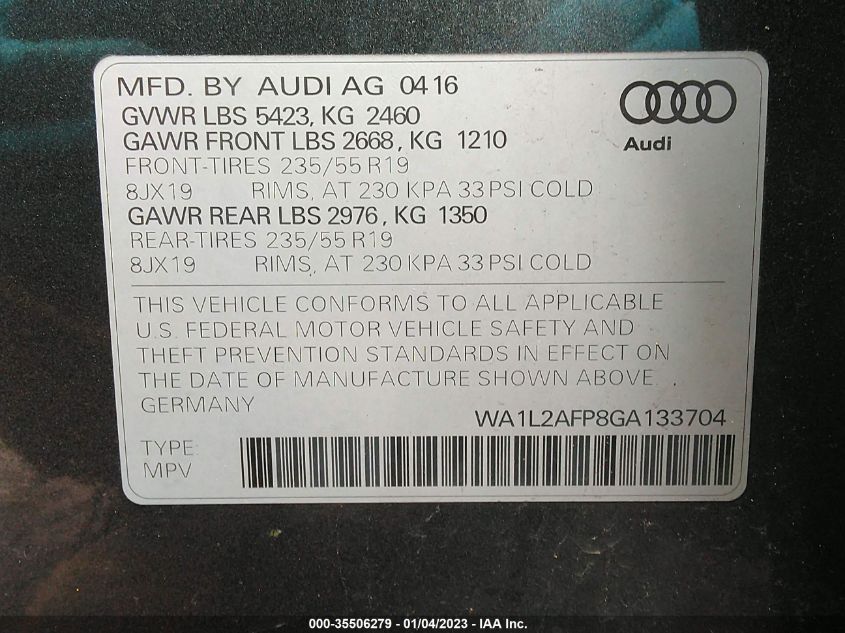 MFD. BY AUDI AG 0416
GVWR LBS 5423, KG 2460
GAWR FRONT LBS 2668, KG 1210
FRONT-TIRES 235/55 R19
8JX19 RIMS, AT 230 KPA 33 PSI COLD
GAWR REAR LBS 2976, KG 1350
REAR-TIRES 235/55 R19
8JX19 RIMS, AT 230 KPA 33 PSI COLD
Audi
THIS VEHICLE CONFORMS TO ALL APPLICABLE
U.S. FEDERAL MOTOR VEHICLE SAFETY AND
THEFT PREVENTION STANDARDS IN EFFECT ON
THE DATE OF MANUFACTURE SHOWN ABOVE.
GERMANY
WA1L2AFP8GA133704
TYPE:
MPV
000-35506279 - 01/04/2023 - IAA Inc.